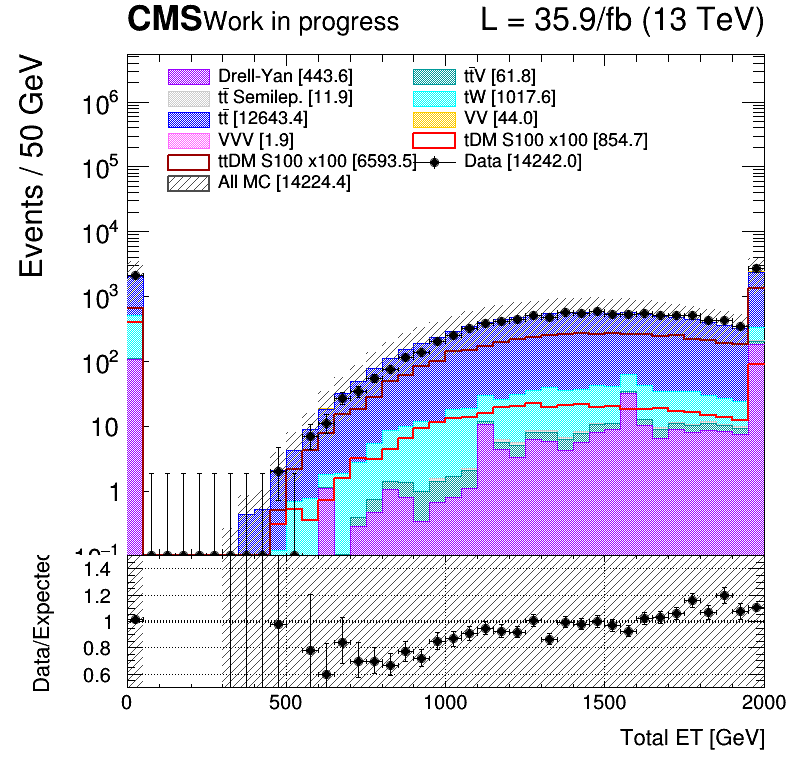 CMS Work in progress L = 35.9/fb (13 TeV)
Drell-Yan [443.6] tt̄V [61.8]
tt̄ Semilep. [11.9] tW [1017.6]
tt̄ [12643.4] VV [44.0]
VVV [1.9] tDM S100 x100 [854.7]
ttDM S100 x100 [6593.5] Data [14242.0]
All MC [14224.4]
Events / 50 GeV
10⁶
10⁵
10⁴
10³
10²
10
1
10⁻¹
Data/Expected
1.4
1.2
1
0.8
0.6
0 500 1000 1500 2000
Total ET [GeV]